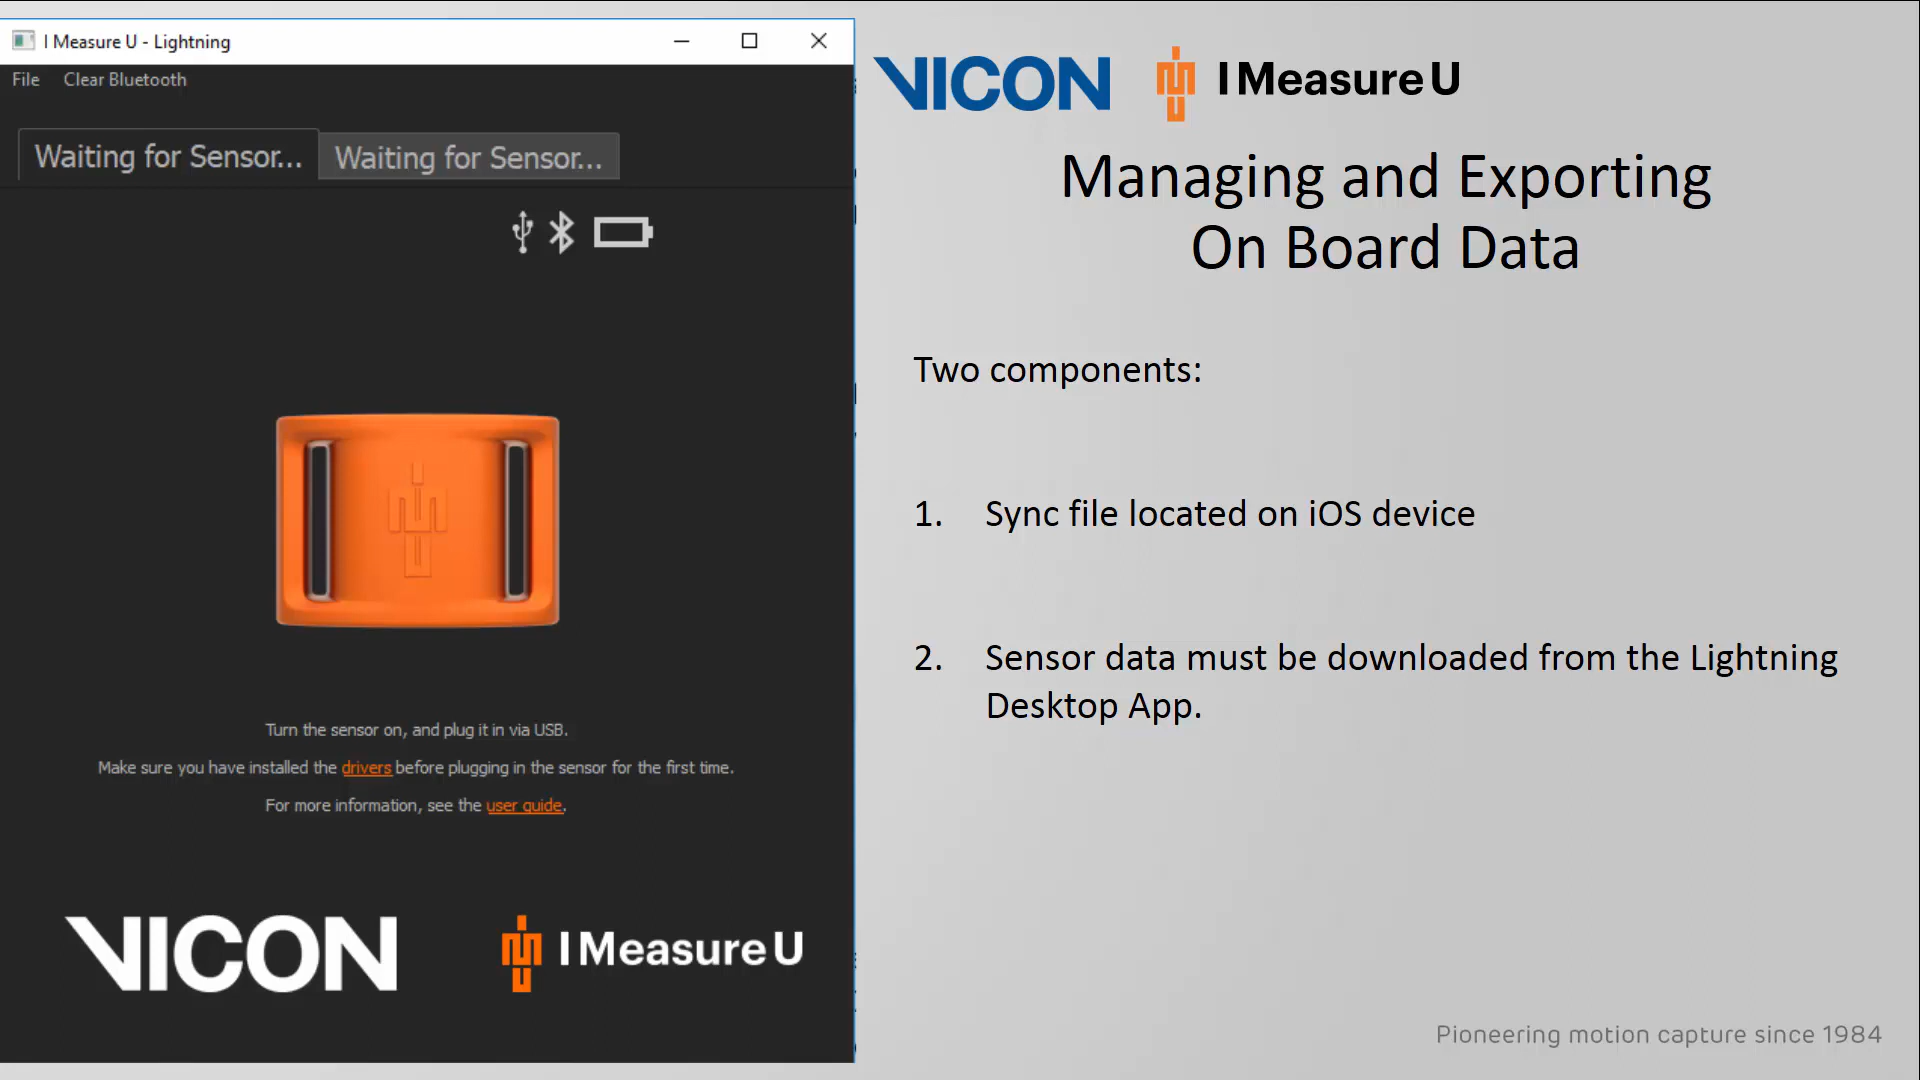 I Measure U - Lightning
File Clear Bluetooth
Waiting for Sensor... Waiting for Sensor...
Turn the sensor on, and plug it in via USB.
Make sure you have installed the drivers before plugging in the sensor for the first time.
For more information, see the user guide.
VICON I Measure U
VICON I Measure U
Managing and Exporting
On Board Data
Two components:
1. Sync file located on iOS device
2. Sensor data must be downloaded from the Lightning
Desktop App.
Pioneering motion capture since 1984